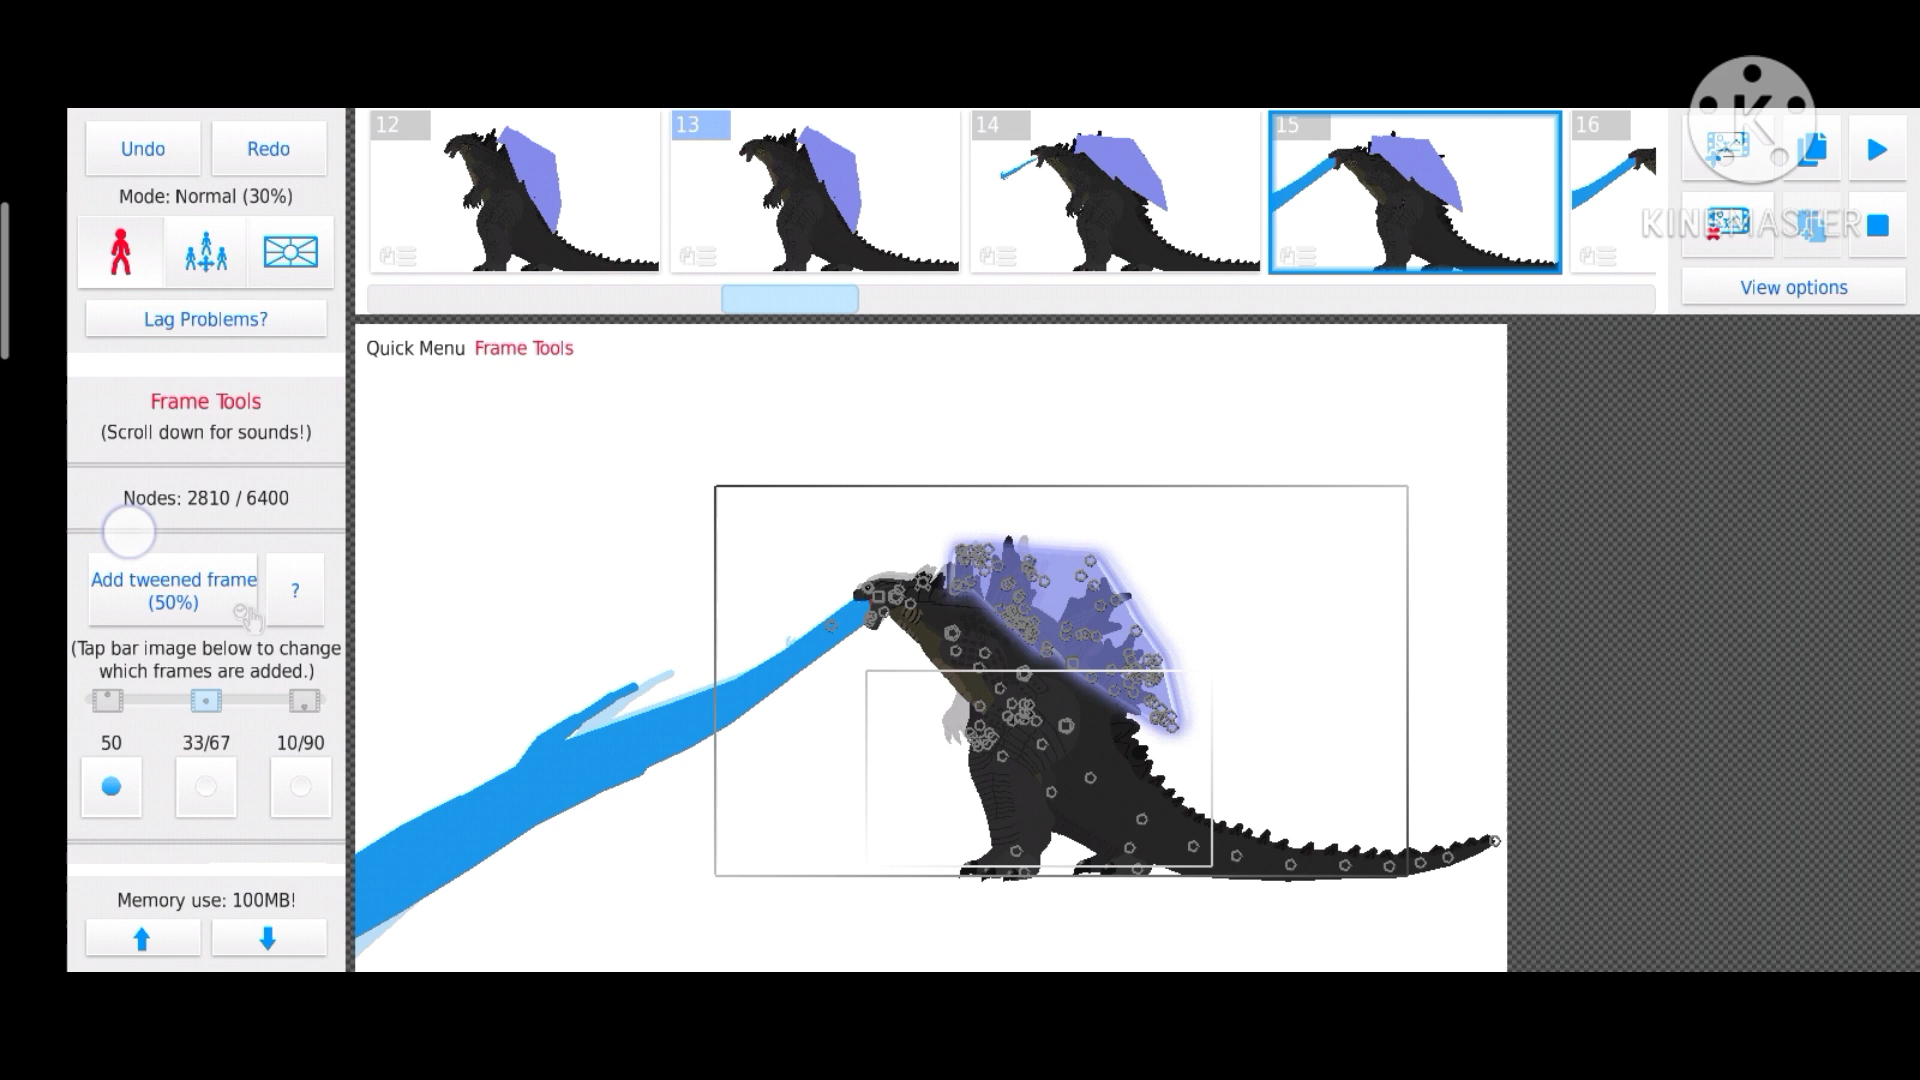 Undo
Redo
Mode: Normal (30%)
Lag Problems?
Frame Tools
(Scroll down for sounds!)
Nodes: 2810 / 6400
Add tweened frame
(50%)
?
(Tap bar image below to change
which frames are added.)
50
33/67
10/90
Memory use: 100MB!
12
13
14
15
16
K
KINEMASTER
View options
Quick Menu Frame Tools